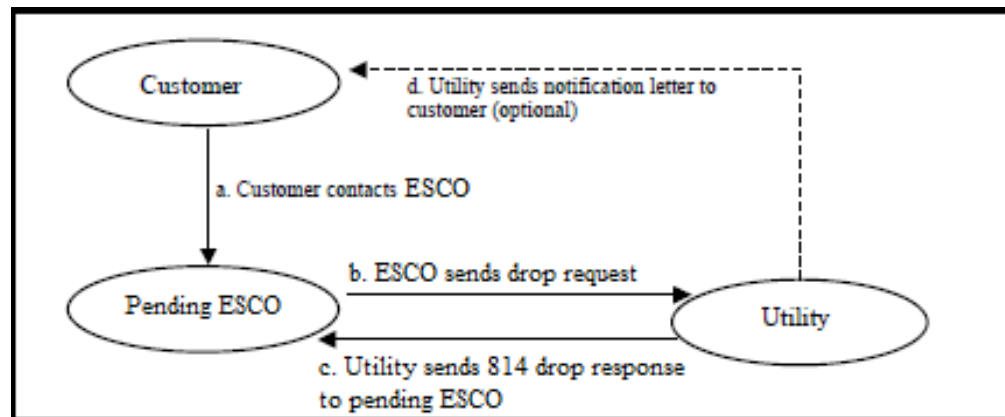 Customer
d. Utility sends notification letter to
customer (optional)
a. Customer contacts ESCO
b. ESCO sends drop request
Pending ESCO
Utility
c. Utility sends 814 drop response
to pending ESCO